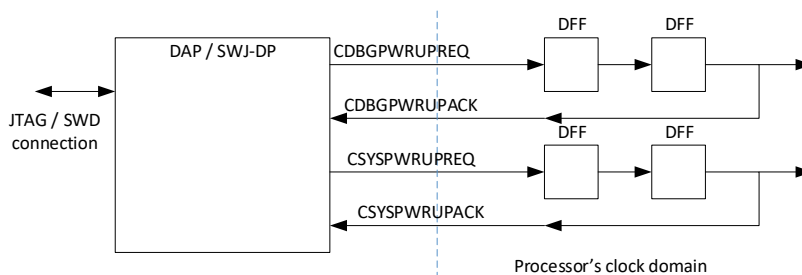 DAP / SWJ-DP
JTAG / SWD
connection
CDBGPWRUPREQ
DFF
DFF
CDBGPWRUPACK
DFF
DFF
CSYSPWRUPREQ
CSYSPWRUPACK
Processor's clock domain